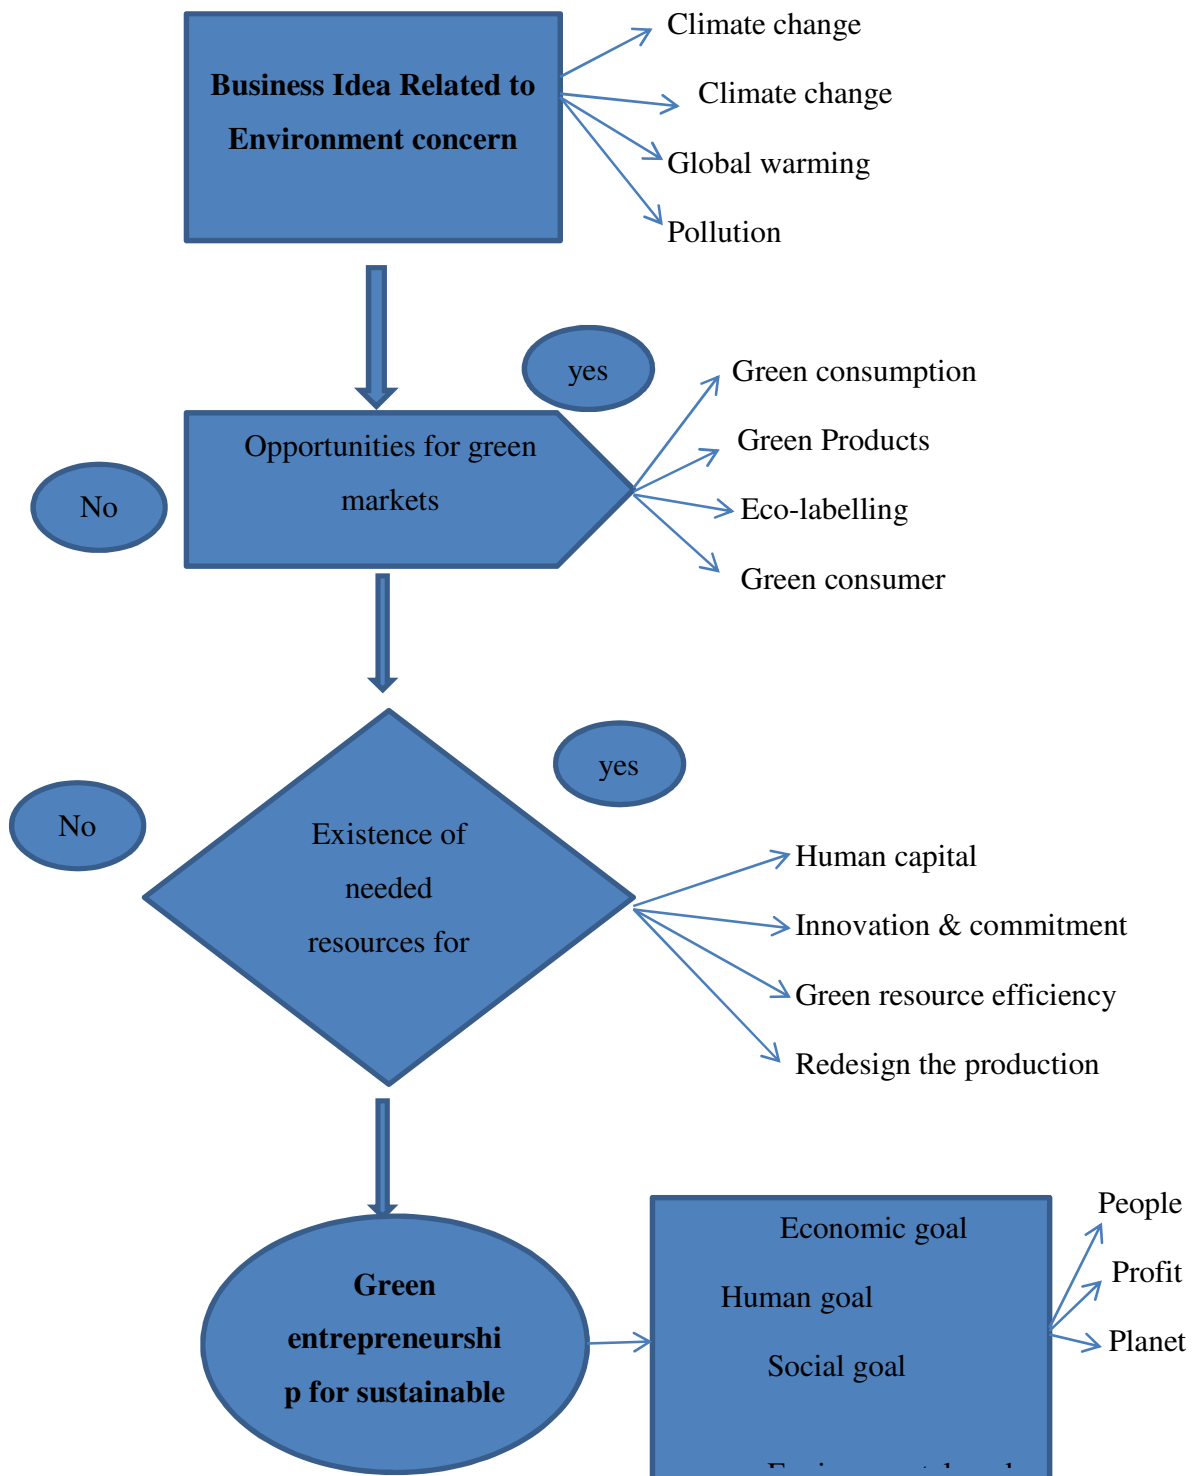 Climate change
Business Idea Related to
Environment concern
Climate change
Global warming
Pollution
yes
Green consumption
Opportunities for green
markets
Green Products
No
Eco-labelling
Green consumer
yes
No
Existence of
needed
resources for
Human capital
Innovation & commitment
Green resource efficiency
Redesign the production
Green
entrepreneurshi
p for sustainable
Economic goal
Human goal
Social goal
People
Profit
Planet